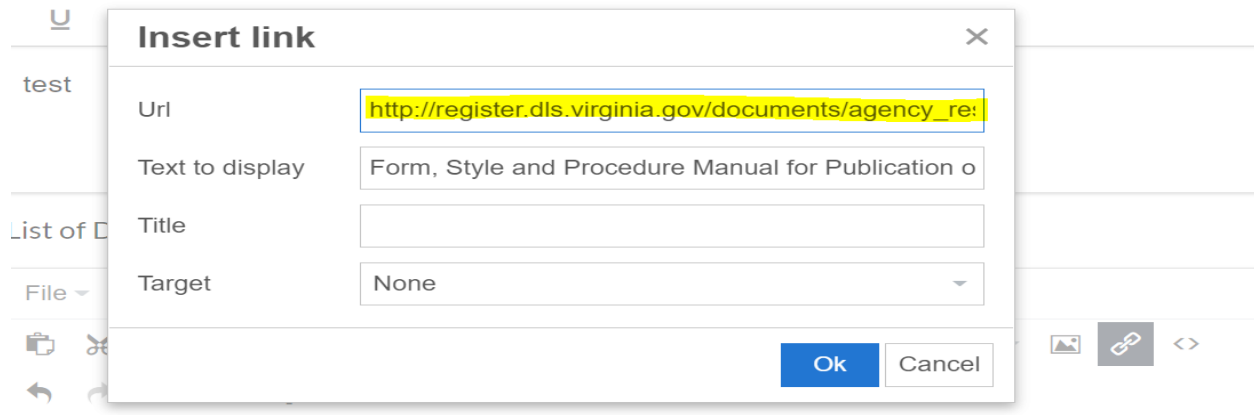 U
Insert link
test
Url http://register.dls.virginia.gov/documents/agency_res
Text to display Form, Style and Procedure Manual for Publication o
Title
List of D
Target None
File
Ok Cancel